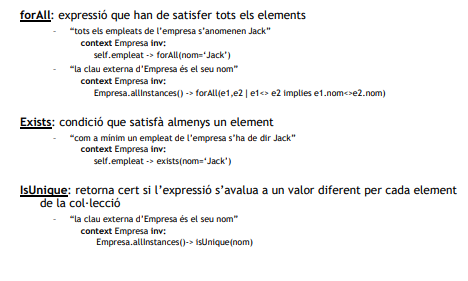 forAll: expressió que han de satisfer tots els elements
- “tots els empleats de l’empresa s’anomenen Jack”
context Empresa inv:
self.empleat -> forAll(nom=‘Jack’)
- “la clau externa d’Empresa és el seu nom”
context Empresa inv:
Empresa.allInstances() -> forAll(e1,e2 | e1<> e2 implies e1.nom<>e2.nom)
Exists: condició que satisfà almenys un element
- “com a mínim un empleat de l’empresa s’ha de dir Jack”
context Empresa inv:
self.empleat -> exists(nom=‘Jack’)
IsUnique: retorna cert si l’expressió s’avalua a un valor diferent per cada element
de la col·lecció
- “la clau externa d’Empresa és el seu nom”
context Empresa inv:
Empresa.allInstances()-> isUnique(nom)